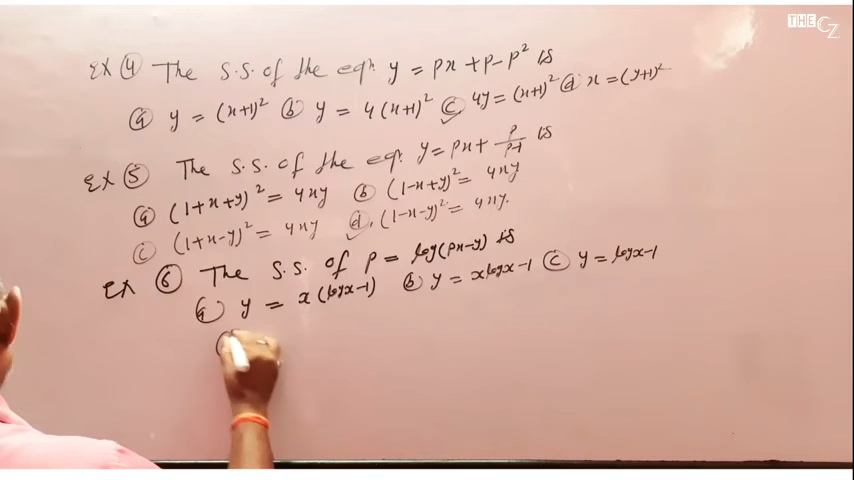 THE CZ
EX ④ The S.S. of the eqn. y = px + p - p² is
ⓐ y = (x+1)² ⓑ y = 4(x+1)² ⓒ 4y = (x+1)² ⓓ x = (y+1)²
EX ⑤ The S.S. of the eqn. y = px + p/p-1 is
ⓐ (1+x+y)² = 4xy ⓑ (1-x+y)² = 4xy
ⓒ (1+x-y)² = 4xy ⓓ (1-x-y)² = 4xy.
EX ⑥ The S.S. of p = log(px-y) is
ⓐ y = x(logx-1) ⓑ y = xlogx-1 ⓒ y = logx-1